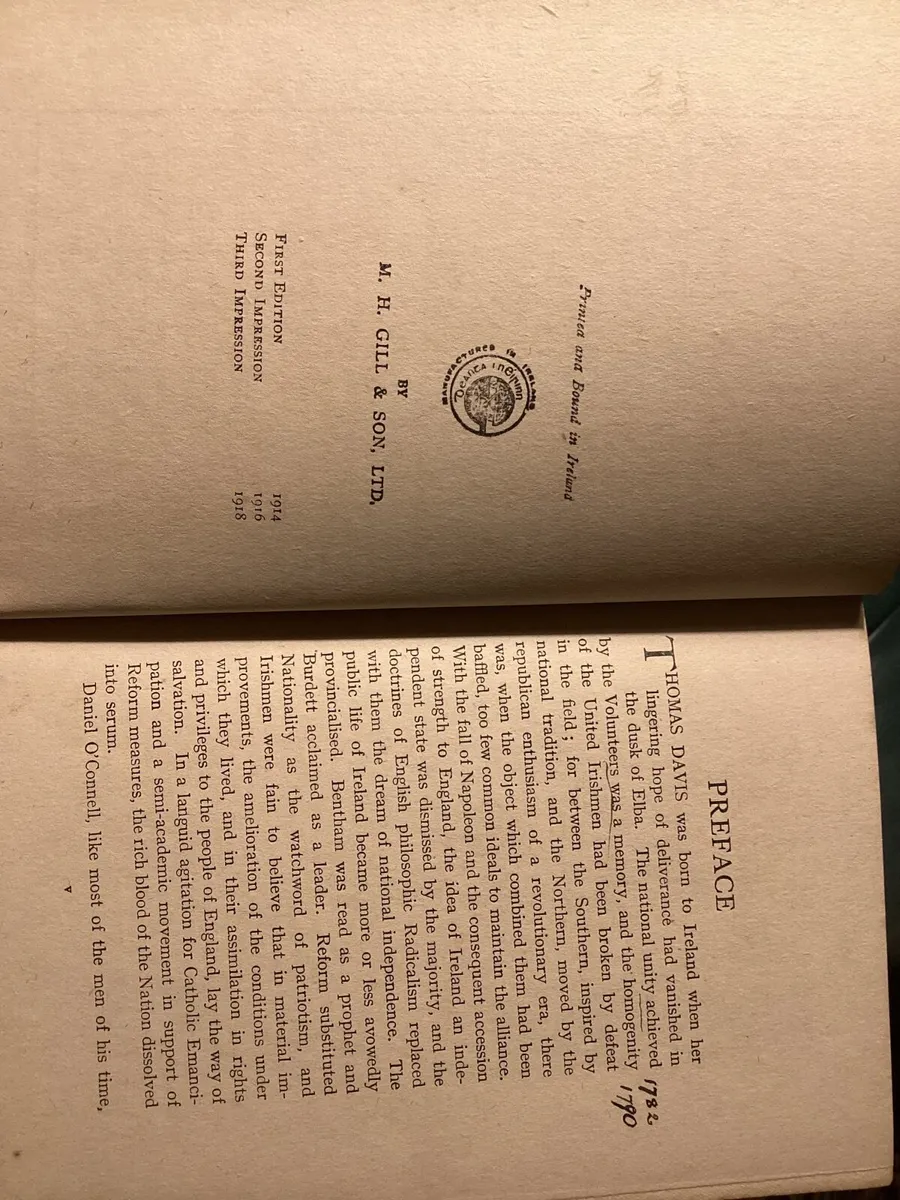 Printed and Bound in Ireland
MANUFACTURED IN IRELAND
Deanta i nÉirinn
BY
M. H. GILL & SON, LTD.
FIRST EDITION 1914
SECOND IMPRESSION 1916
THIRD IMPRESSION 1918
PREFACE
THOMAS DAVIS was born to Ireland when her
lingering hope of deliverance had vanished in
the dusk of Elba. The national unity achieved 1782
by the Volunteers was a memory, and the homogenity 1790
of the United Irishmen had been broken by defeat
in the field; for between the Southern, inspired by
national tradition, and the Northern, moved by the
republican enthusiasm of a revolutionary era, there
was, when the object which combined them had been
baffled, too few common ideals to maintain the alliance.
With the fall of Napoleon and the consequent accession
of strength to England, the idea of Ireland an inde-
pendent state was dismissed by the majority, and the
doctrines of English philosophic Radicalism replaced
with them the dream of national independence. The
public life of Ireland became more or less avowedly
provincialised. Bentham was read as a prophet and
Burdett acclaimed as a leader. Reform substituted
Nationality as the watchword of patriotism, and
Irishmen were fain to believe that in material im-
provements, the amelioration of the conditions under
which they lived, and in their assimilation in rights
and privileges to the people of England, lay the way of
salvation. In a languid agitation for Catholic Emanci-
pation and a semi-academic movement in support of
Reform measures, the rich blood of the Nation dissolved
into serum.
Daniel O'Connell, like most of the men of his time,
v